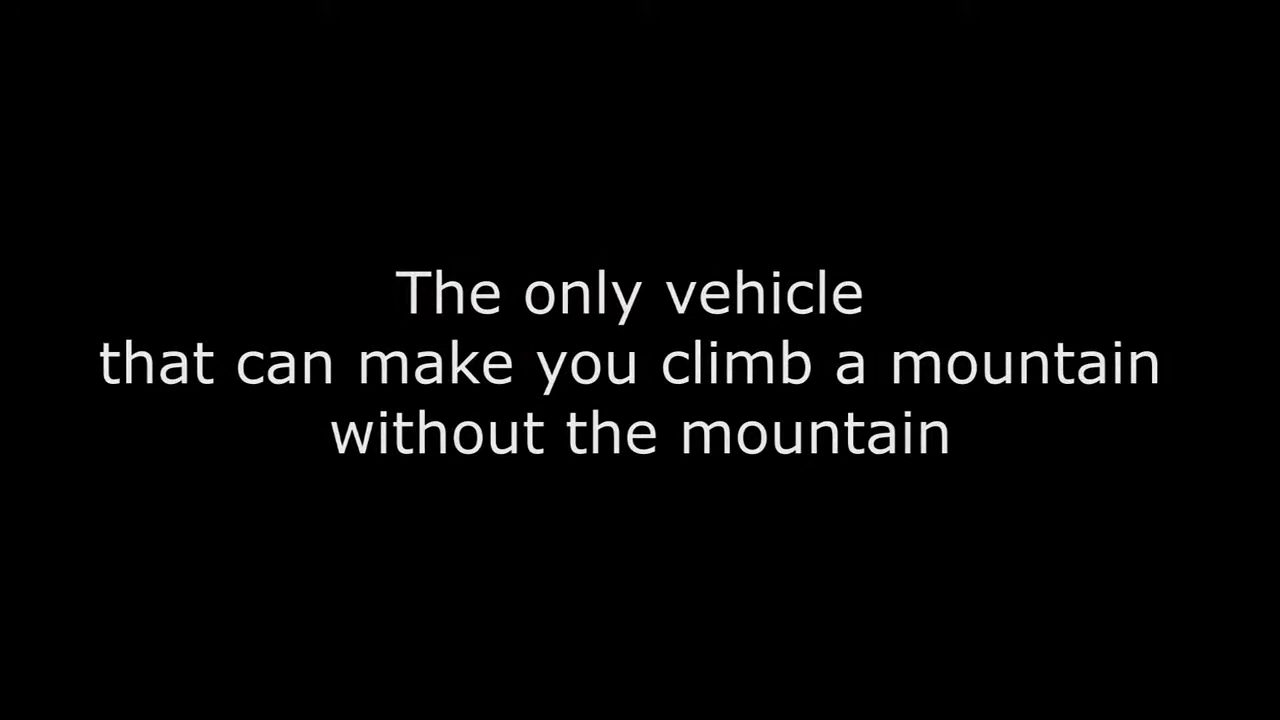 The only vehicle
that can make you climb a mountain
without the mountain